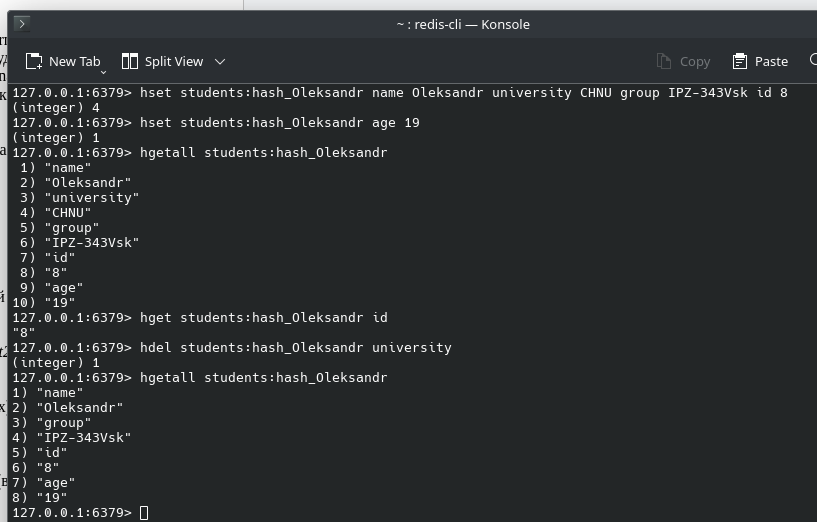 ~ : redis-cli — Konsole
New Tab Split View Copy Paste
127.0.0.1:6379> hset students:hash_Oleksandr name Oleksandr university CHNU group IPZ-343Vsk id 8
(integer) 4
127.0.0.1:6379> hset students:hash_Oleksandr age 19
(integer) 1
127.0.0.1:6379> hgetall students:hash_Oleksandr
 1) "name"
 2) "Oleksandr"
 3) "university"
 4) "CHNU"
 5) "group"
 6) "IPZ-343Vsk"
 7) "id"
 8) "8"
 9) "age"
10) "19"
127.0.0.1:6379> hget students:hash_Oleksandr id
"8"
127.0.0.1:6379> hdel students:hash_Oleksandr university
(integer) 1
127.0.0.1:6379> hgetall students:hash_Oleksandr
1) "name"
2) "Oleksandr"
3) "group"
4) "IPZ-343Vsk"
5) "id"
6) "8"
7) "age"
8) "19"
127.0.0.1:6379>